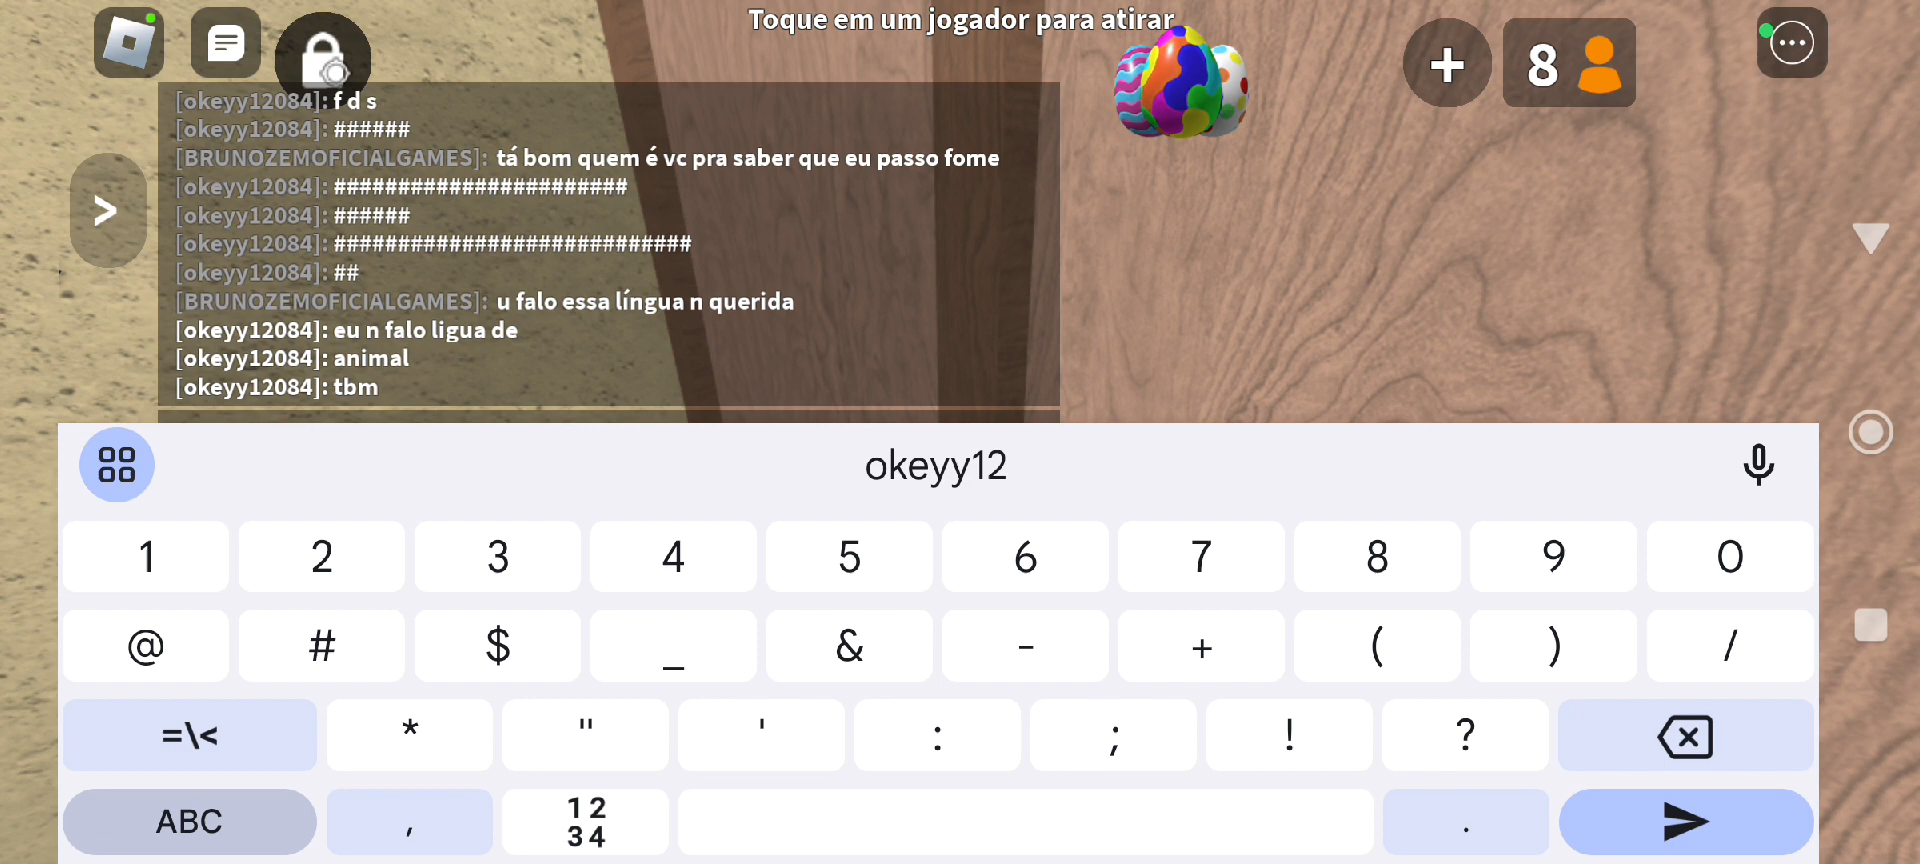 Toque em um jogador para atirar
8
[okeyy12084]: f d s
[okeyy12084]: ######
[BRUNOZEMOFICIALGAMES]: tá bom quem é vc pra saber que eu passo fome
[okeyy12084]: #######################
[okeyy12084]: ######
[okeyy12084]: ############################
[okeyy12084]: ##
[BRUNOZEMOFICIALGAMES]: u falo essa língua n querida
[okeyy12084]: eu n falo ligua de
[okeyy12084]: animal
[okeyy12084]: tbm
okeyy12
1 2 3 4 5 6 7 8 9 0
@ # $ _ & - + ( ) /
=\< * " ' : ; ! ?
ABC , 12 34 .